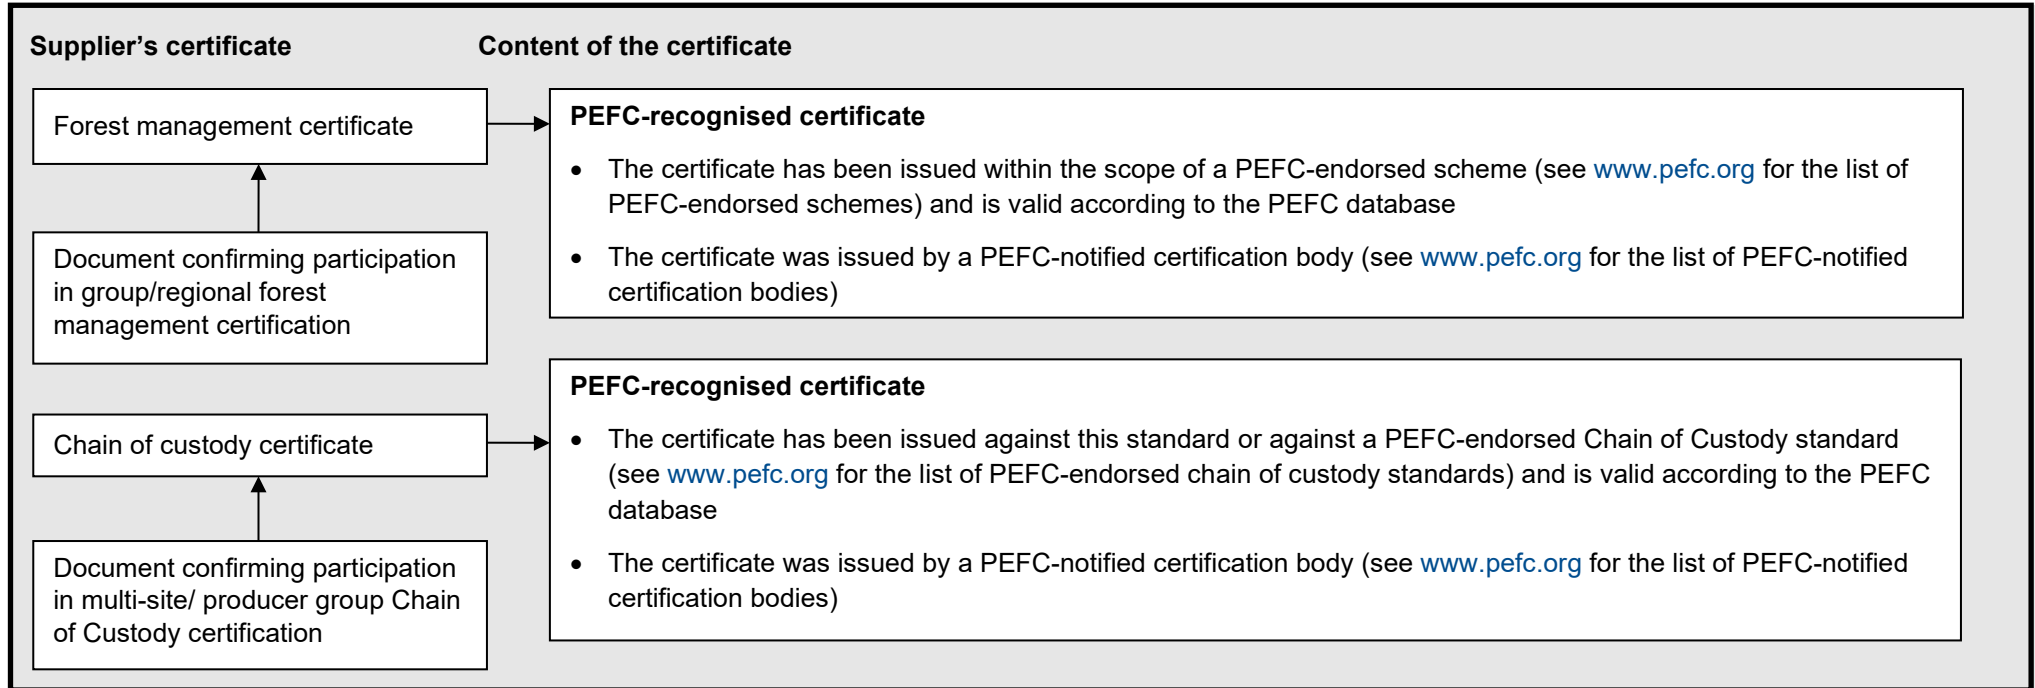 Supplier’s certificate
Content of the certificate
Forest management certificate
Document confirming participation
in group/regional forest
management certification
PEFC-recognised certificate
• The certificate has been issued within the scope of a PEFC-endorsed scheme (see www.pefc.org for the list of
PEFC-endorsed schemes) and is valid according to the PEFC database
• The certificate was issued by a PEFC-notified certification body (see www.pefc.org for the list of PEFC-notified
certification bodies)
Chain of custody certificate
Document confirming participation
in multi-site/ producer group Chain
of Custody certification
PEFC-recognised certificate
• The certificate has been issued against this standard or against a PEFC-endorsed Chain of Custody standard
(see www.pefc.org for the list of PEFC-endorsed chain of custody standards) and is valid according to the PEFC
database
• The certificate was issued by a PEFC-notified certification body (see www.pefc.org for the list of PEFC-notified
certification bodies)